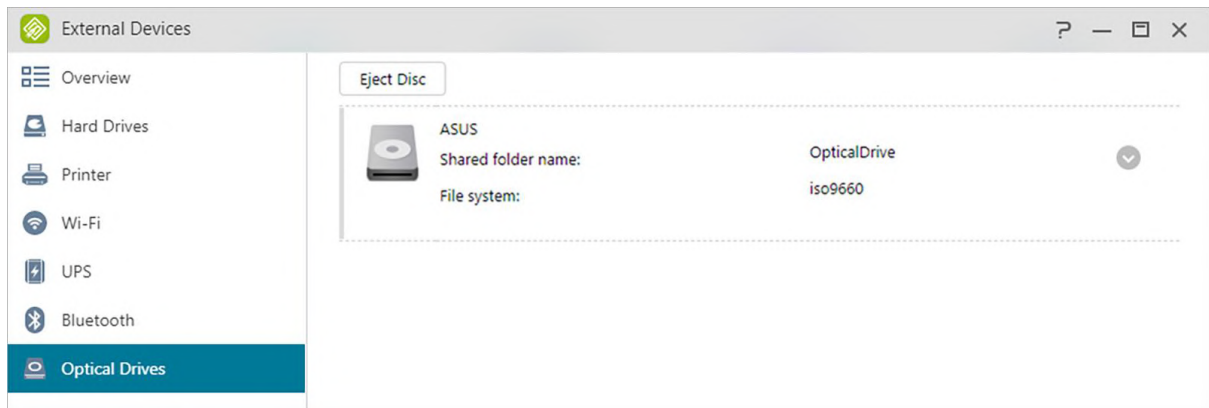 External Devices
Overview
Hard Drives
Printer
Wi-Fi
UPS
Bluetooth
Optical Drives
Eject Disc
ASUS
Shared folder name: OpticalDrive
File system: iso9660